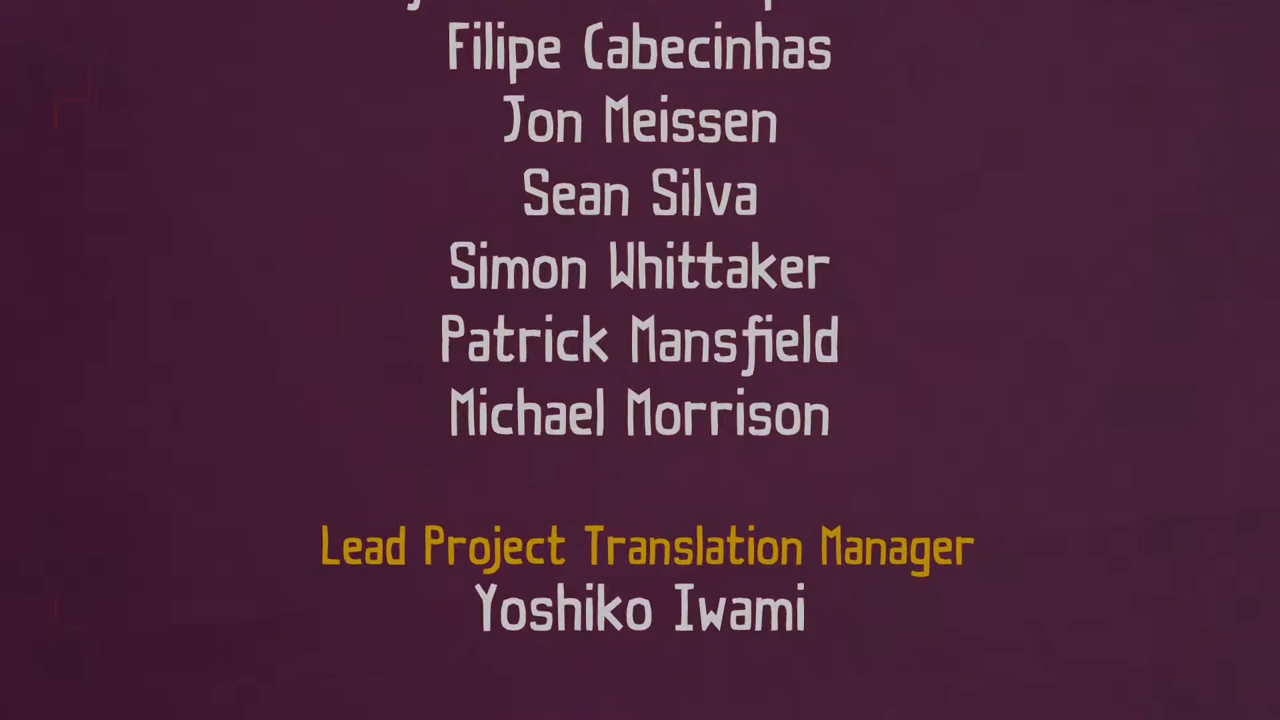 Filipe Cabecinhas
Jon Meissen
Sean Silva
Simon Whittaker
Patrick Mansfield
Michael Morrison
Lead Project Translation Manager
Yoshiko Iwami